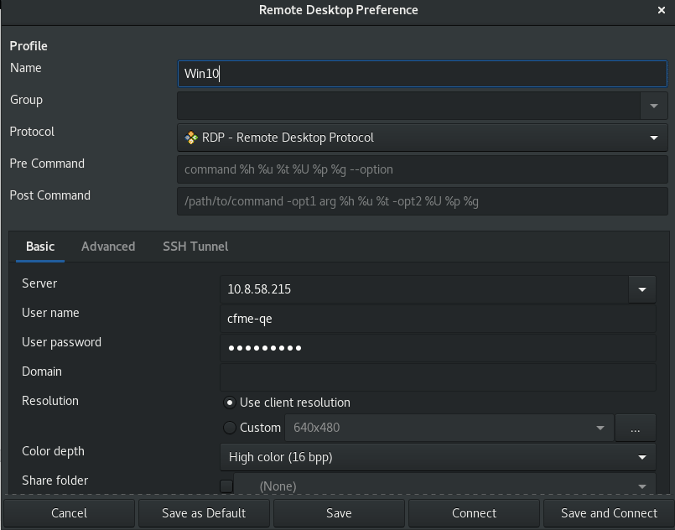 Remote Desktop Preference ×
Profile
Name Win10
Group
Protocol RDP - Remote Desktop Protocol
Pre Command command %h %u %t %U %p %g --option
Post Command /path/to/command -opt1 arg %h %u %t -opt2 %U %p %g
Basic Advanced SSH Tunnel
Server 10.8.58.215
User name cfme-qe
User password ●●●●●●●●●
Domain
Resolution Use client resolution
Custom 640x480 ...
Color depth High color (16 bpp)
Share folder (None)
Cancel Save as Default Save Connect Save and Connect